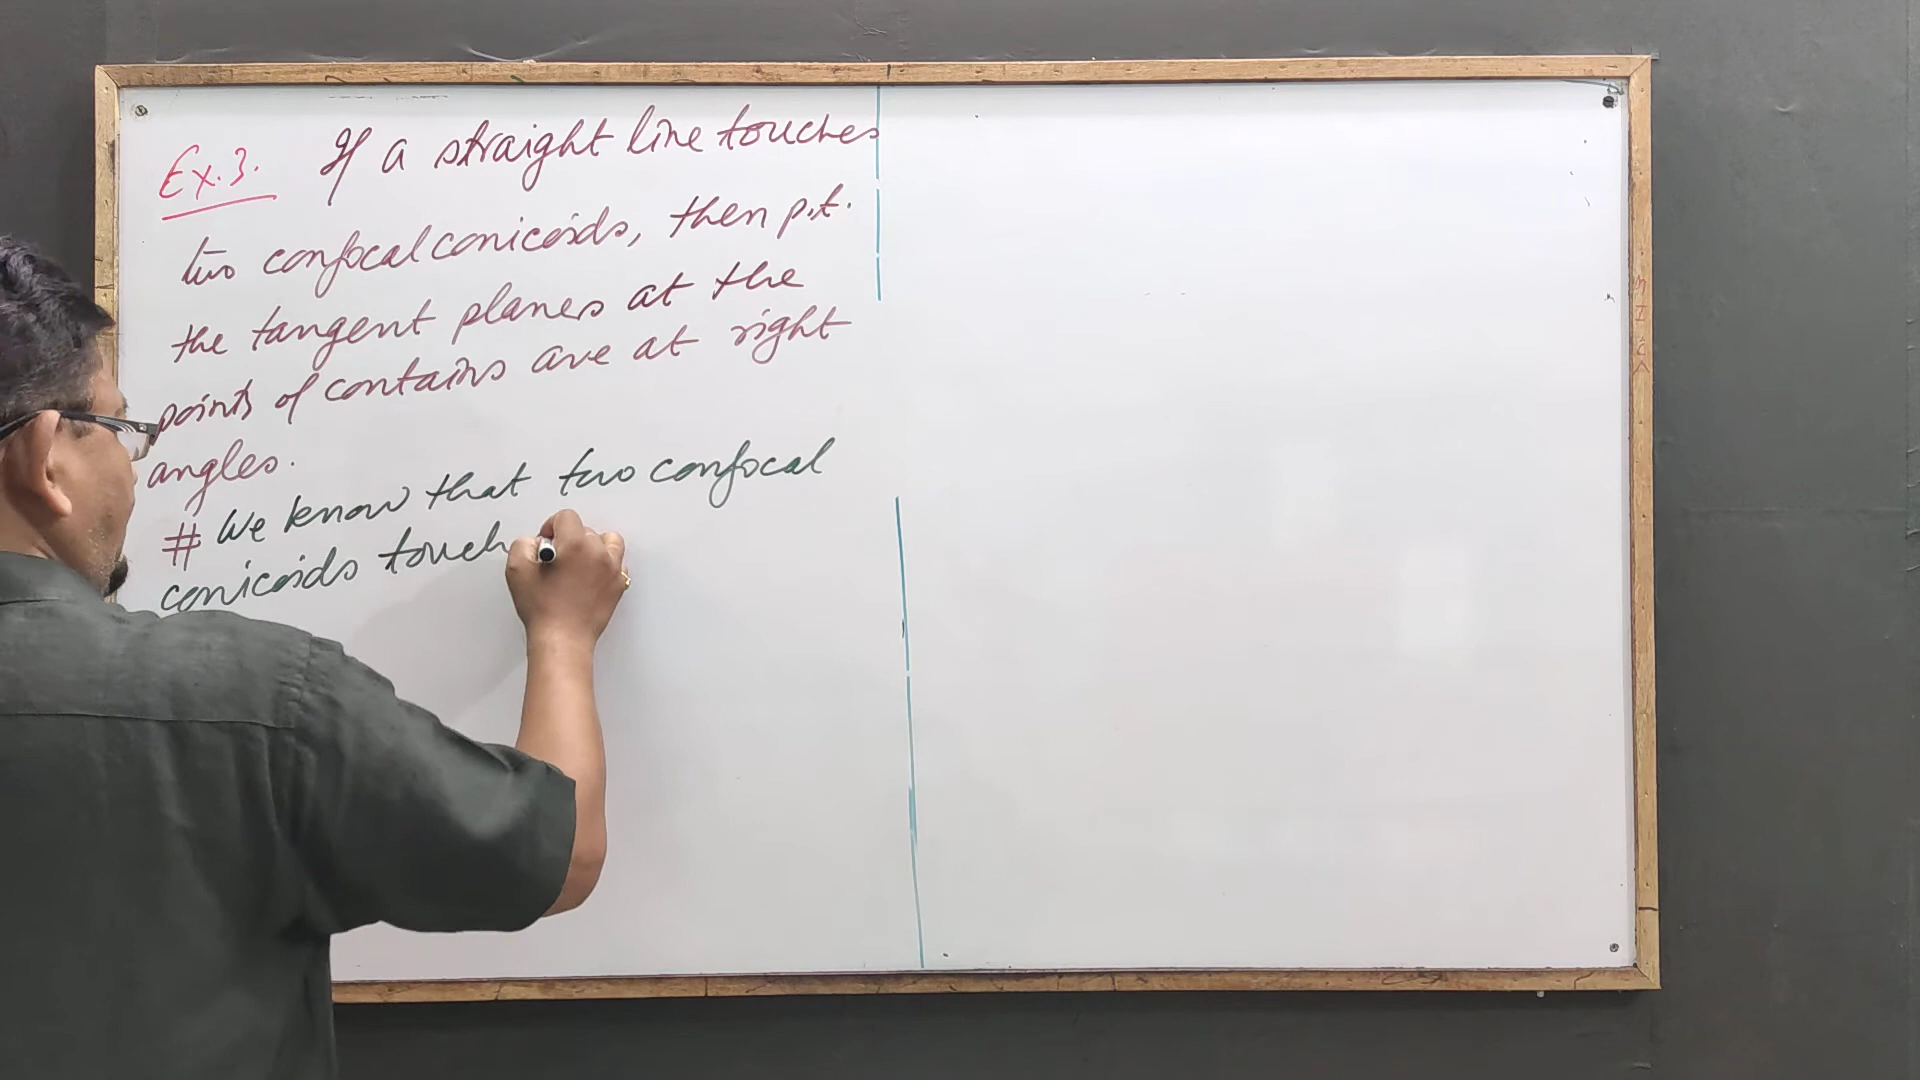 Ex.3. If a straight line touches
two confocal conicoids, then p.t.
the tangent planes at the
points of contains are at right
angles.
# We know that two confocal
conicoids touch